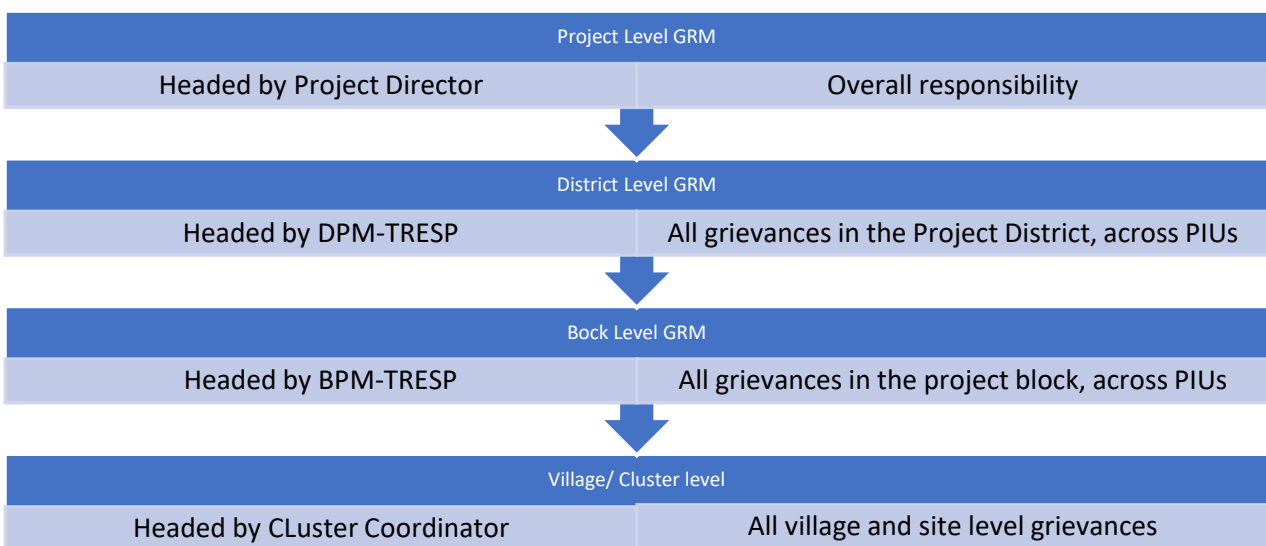 Project Level GRM
Headed by Project Director
Overall responsibility
District Level GRM
Headed by DPM-TRESP
All grievances in the Project District, across PIUs
Bock Level GRM
Headed by BPM-TRESP
All grievances in the project block, across PIUs
Village/ Cluster level
Headed by CLuster Coordinator
All village and site level grievances